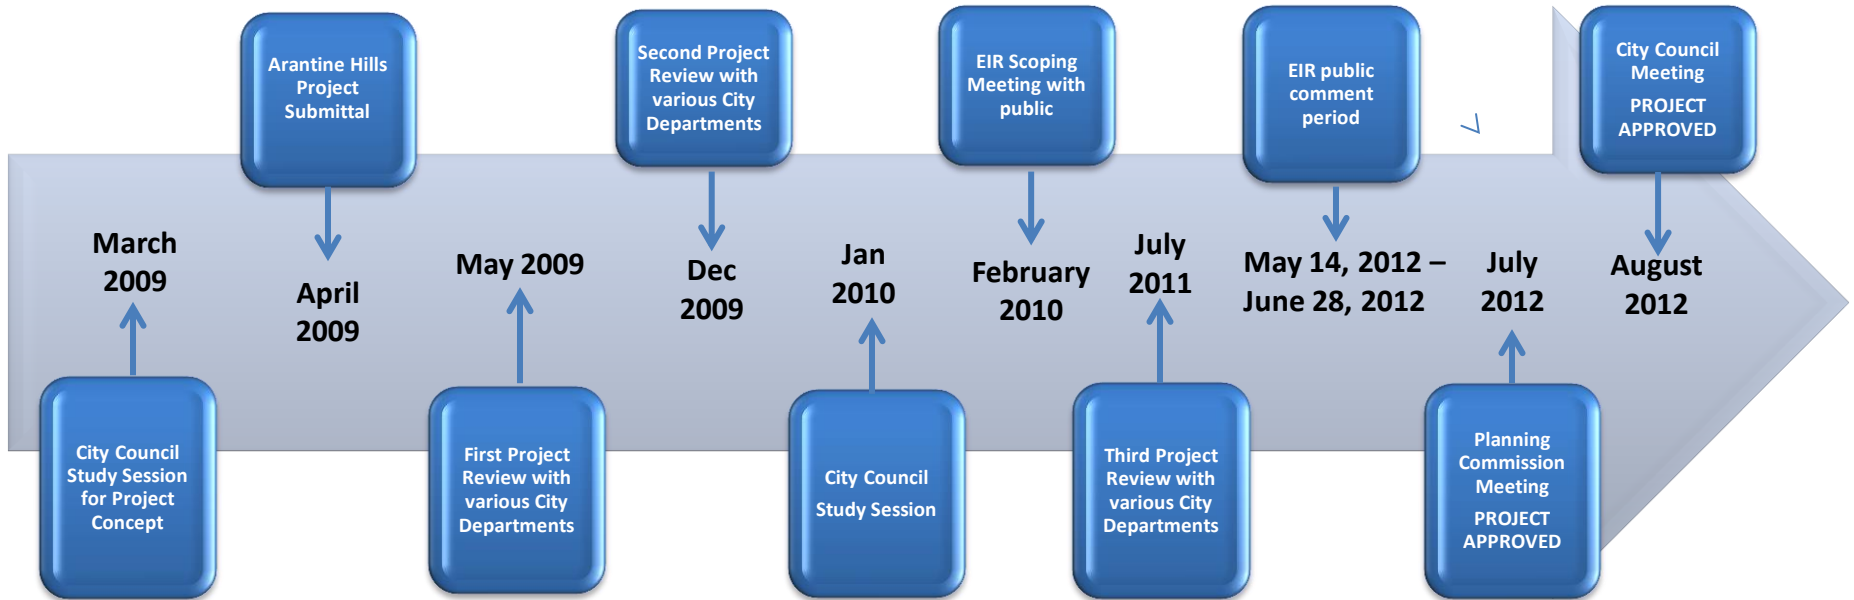 March
2009
City Council
Study Session
for Project
Concept
Arantine Hills
Project
Submittal
April
2009
May 2009
First Project
Review with
various City
Departments
Second Project
Review with
various City
Departments
Dec
2009
Jan
2010
City Council
Study Session
EIR Scoping
Meeting with
public
February
2010
July
2011
Third Project
Review with
various City
Departments
EIR public
comment
period
May 14, 2012 –
June 28, 2012
July
2012
Planning
Commission
Meeting
PROJECT
APPROVED
City Council
Meeting
PROJECT
APPROVED
August
2012